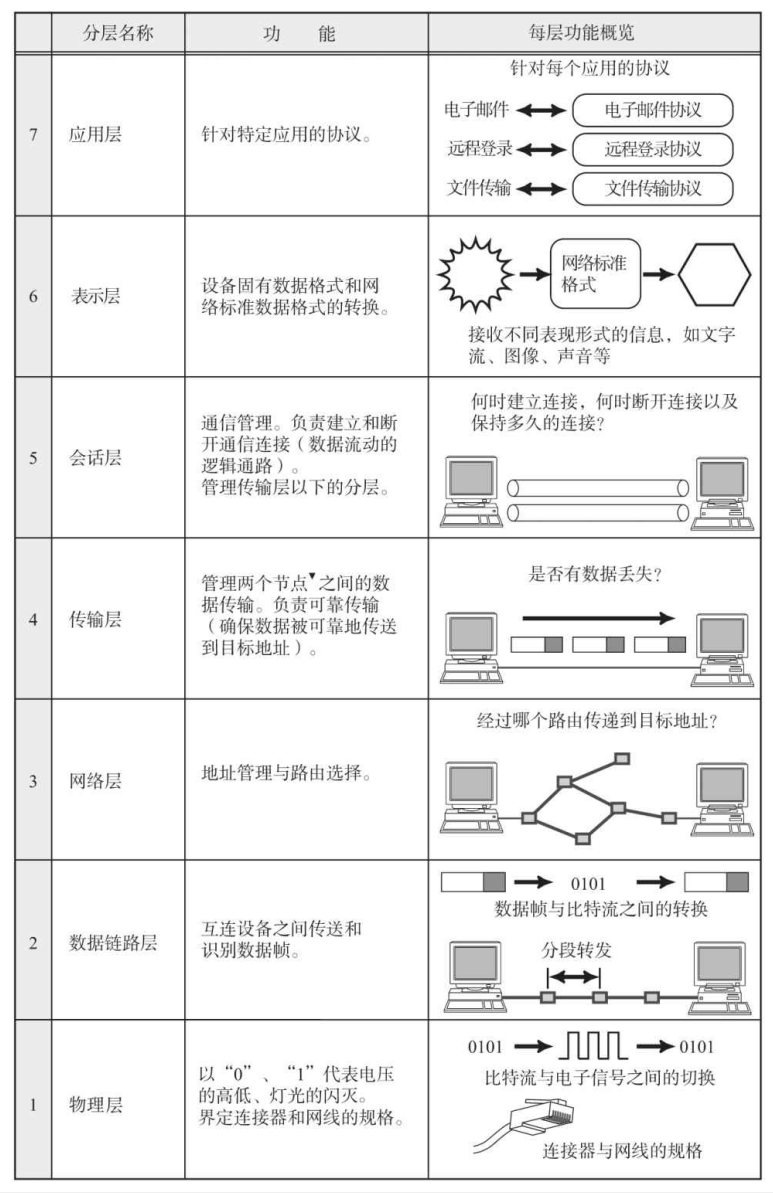 分层名称
功 能
每层功能概览
7
应用层
针对特定应用的协议。
针对每个应用的协议
电子邮件
电子邮件协议
远程登录
远程登录协议
文件传输
文件传输协议
6
表示层
设备固有数据格式和网
络标准数据格式的转换。
网络标准
格式
接收不同表现形式的信息，如文字
流、图像、声音等
5
会话层
通信管理。负责建立和断
开通信连接（数据流动的
逻辑通路）。
管理传输层以下的分层。
何时建立连接，何时断开连接以及
保持多久的连接？
4
传输层
管理两个节点▼之间的数
据传输。负责可靠传输
（确保数据被可靠地传送
到目标地址）。
是否有数据丢失？
3
网络层
地址管理与路由选择。
经过哪个路由传递到目标地址？
2
数据链路层
互连设备之间传送和
识别数据帧。
0101
数据帧与比特流之间的转换
分段转发
1
物理层
以“0”、“1”代表电压
的高低、灯光的闪灭。
界定连接器和网线的规格。
0101
0101
比特流与电子信号之间的切换
连接器与网线的规格